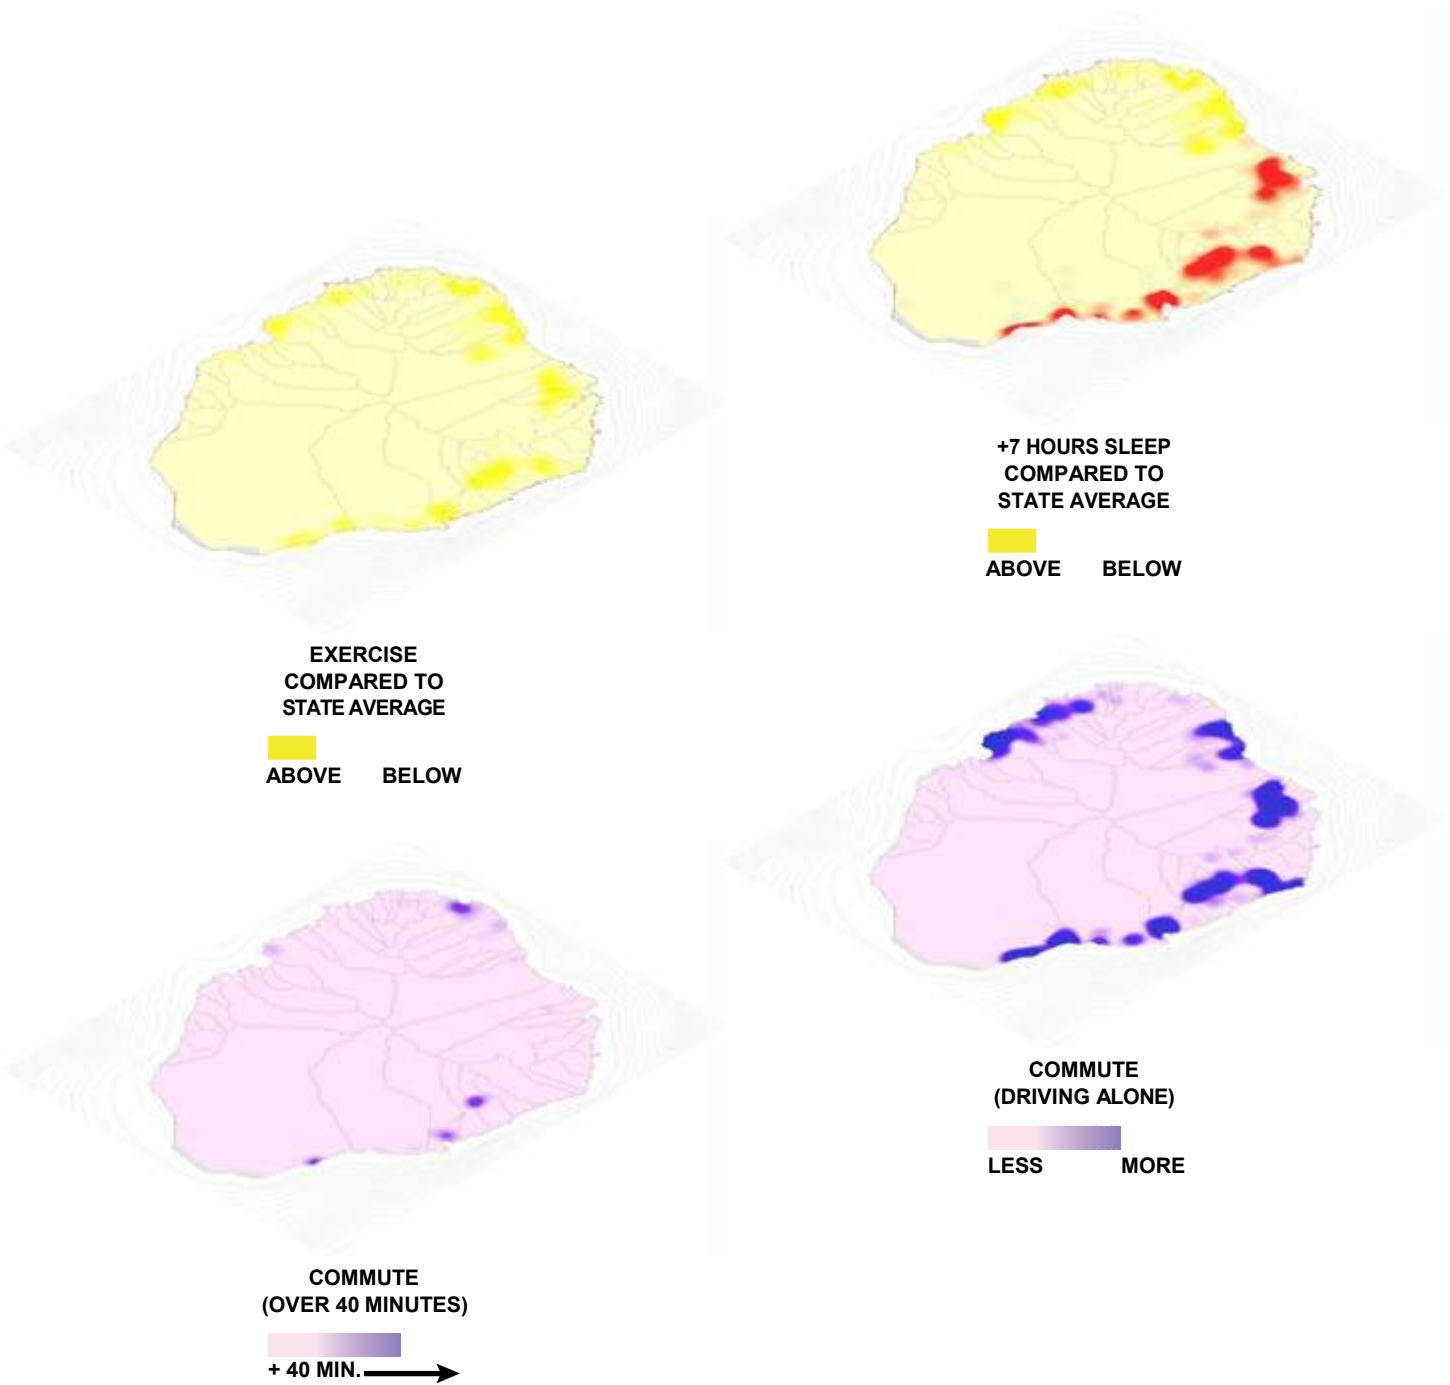 +7 HOURS SLEEP
COMPARED TO
STATE AVERAGE
ABOVE BELOW
EXERCISE
COMPARED TO
STATE AVERAGE
ABOVE BELOW
COMMUTE
(DRIVING ALONE)
LESS MORE
COMMUTE
(OVER 40 MINUTES)
+ 40 MIN.